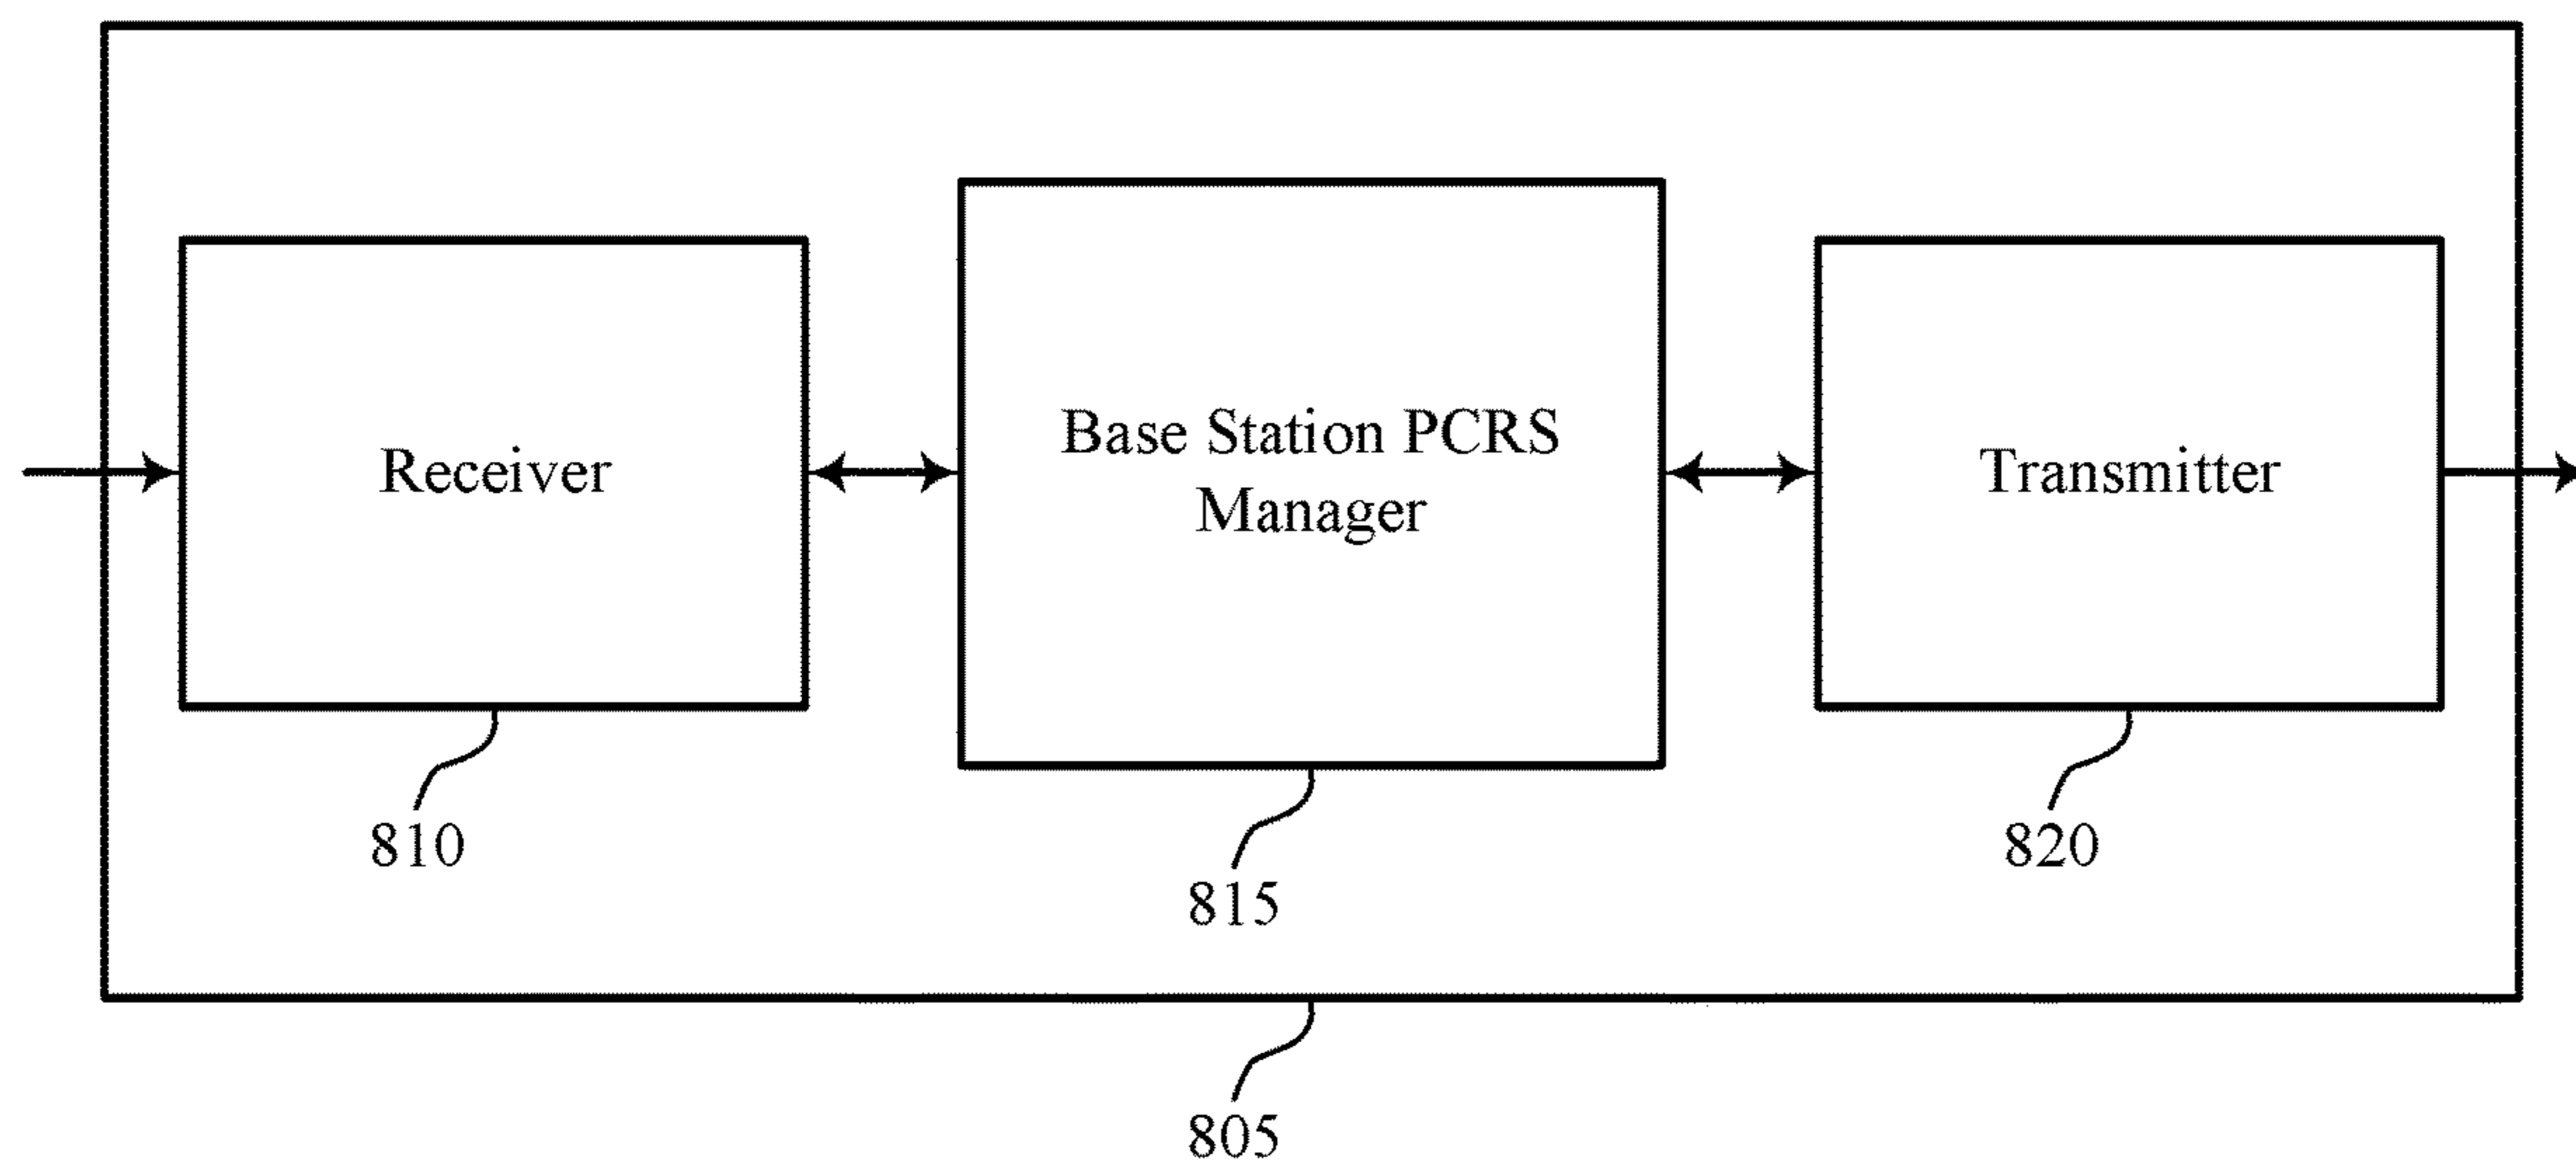 Receiver
Base Station PCRS
Manager
Transmitter
810
815
820
805